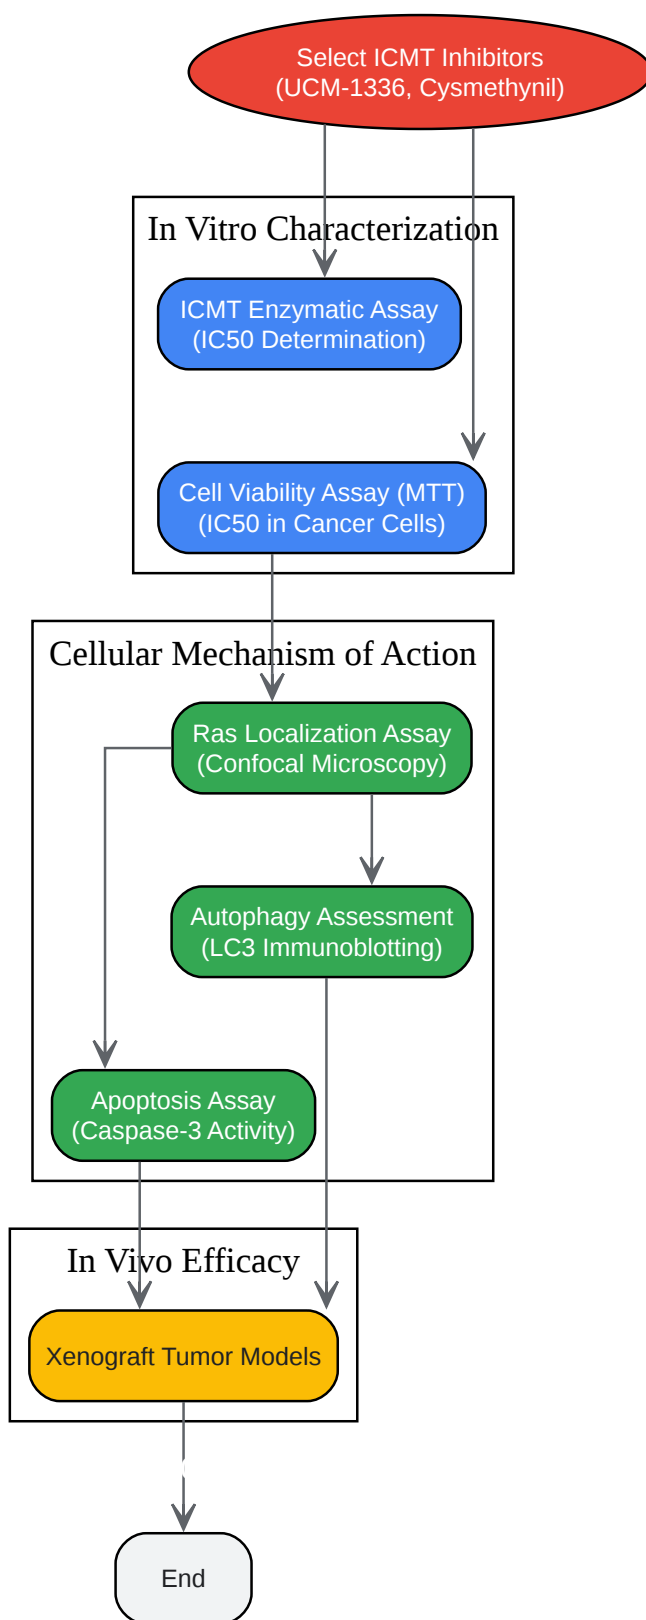 Select ICMT Inhibitors
(UCM-1336, Cysmethynil)
In Vitro Characterization
ICMT Enzymatic Assay
(IC50 Determination)
Cell Viability Assay (MTT)
(IC50 in Cancer Cells)
Cellular Mechanism of Action
Ras Localization Assay
(Confocal Microscopy)
Autophagy Assessment
(LC3 Immunoblotting)
Apoptosis Assay
(Caspase-3 Activity)
In Vivo Efficacy
Xenograft Tumor Models
End